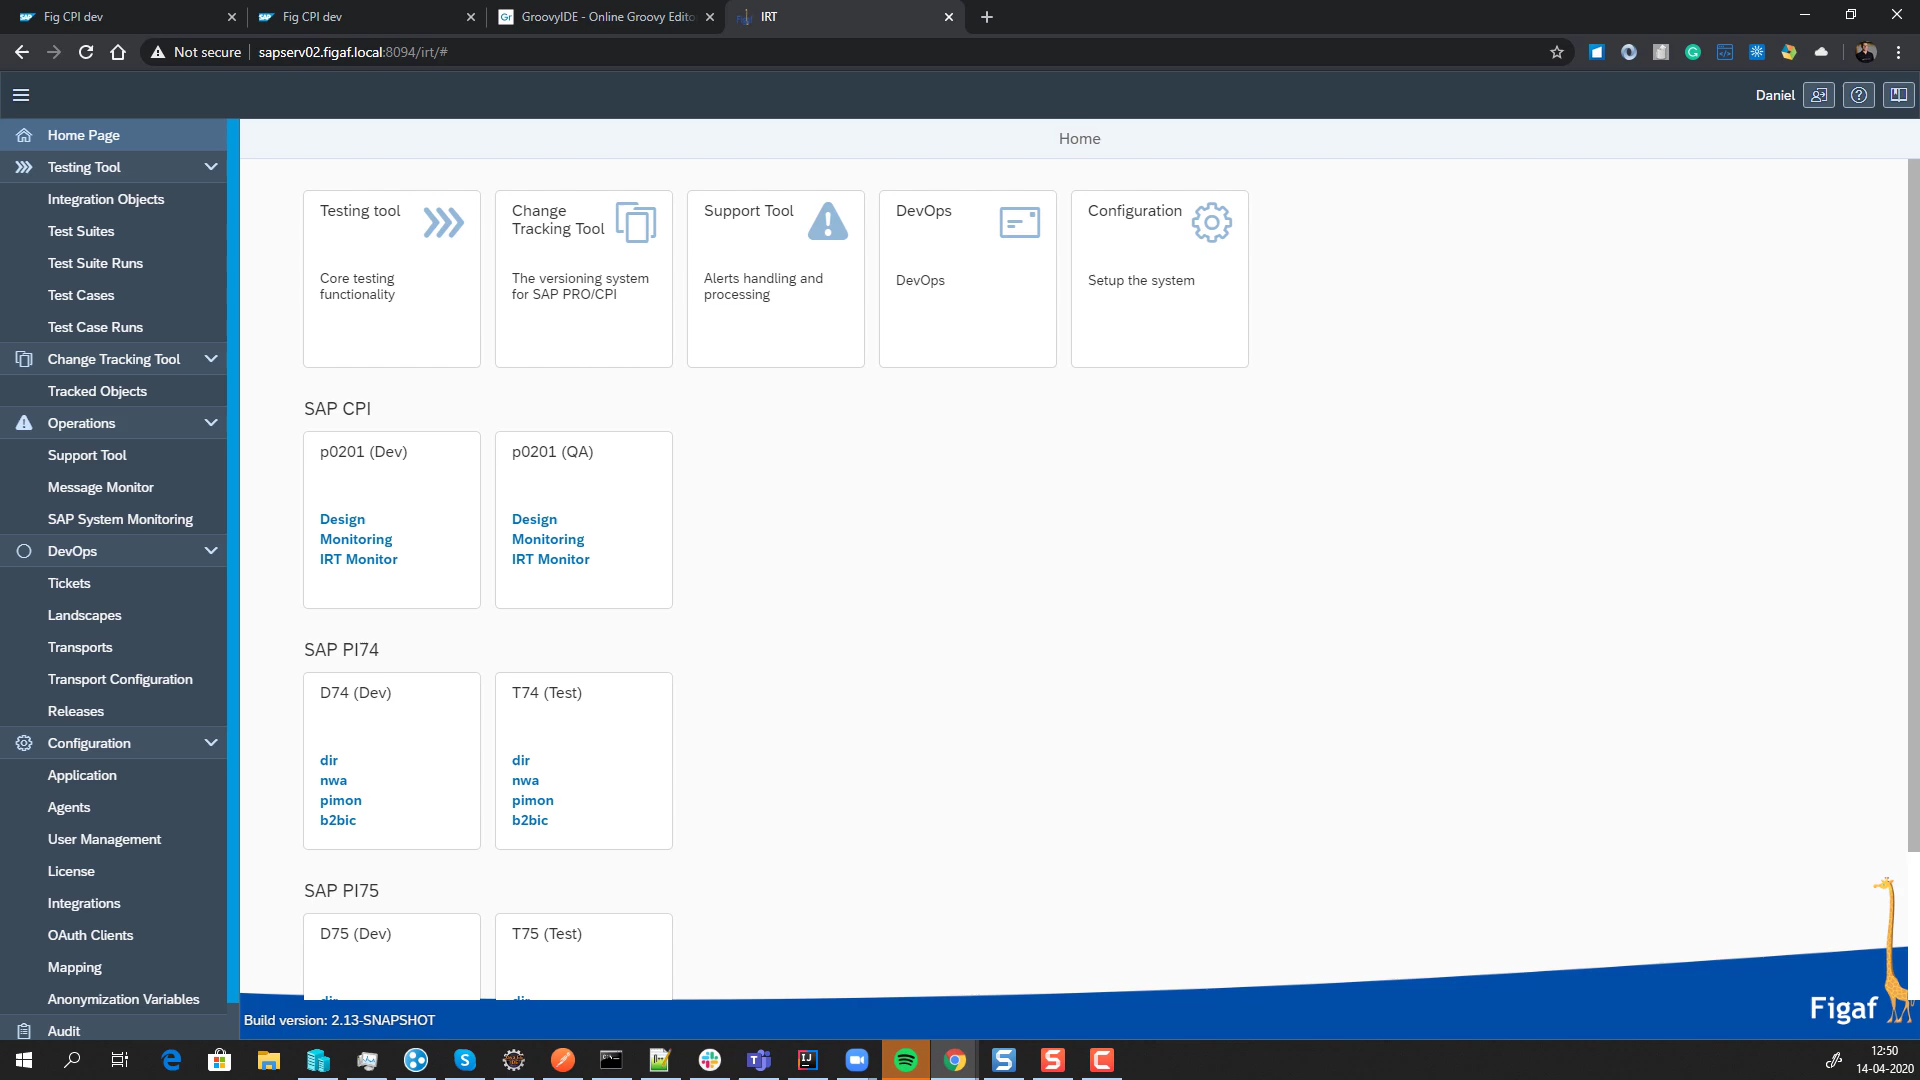 Fig CPI dev
Fig CPI dev
GroovyIDE - Online Groovy Edito
IRT
Not secure
sapserv02.figaf.local:8094/irt/#
Daniel
Home Page
Testing Tool
Integration Objects
Test Suites
Test Suite Runs
Test Cases
Test Case Runs
Change Tracking Tool
Tracked Objects
Operations
Support Tool
Message Monitor
SAP System Monitoring
DevOps
Tickets
Landscapes
Transports
Transport Configuration
Releases
Configuration
Application
Agents
User Management
License
Integrations
OAuth Clients
Mapping
Anonymization Variables
Audit
Home
Testing tool
Core testing
functionality
Change
Tracking Tool
The versioning system
for SAP PRO/CPI
Support Tool
Alerts handling and
processing
DevOps
DevOps
Configuration
Setup the system
SAP CPI
p0201 (Dev)
Design
Monitoring
IRT Monitor
p0201 (QA)
Design
Monitoring
IRT Monitor
SAP PI74
D74 (Dev)
dir
nwa
pimon
b2bic
T74 (Test)
dir
nwa
pimon
b2bic
SAP PI75
D75 (Dev)
dir
T75 (Test)
dir
Build version: 2.13-SNAPSHOT
Figaf
12:50
14-04-2020